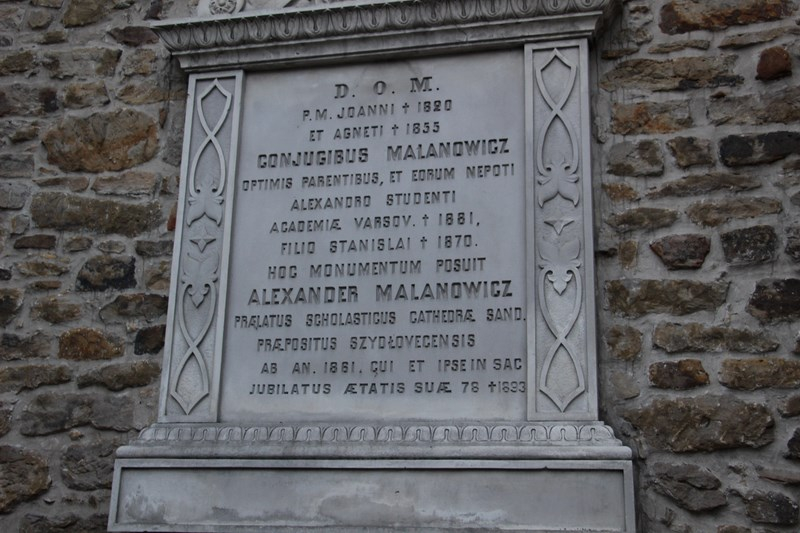 D. O. M.
P. M. JOANNI † 1820
ET AGNETI † 1855
CONJUGIBUS MALANOWICZ
OPTIMIS PARENTIBUS, ET EORUM NEPOTI
ALEXANDRO STUDENTI
ACADEMIÆ VARSOV. † 1861,
FILIO STANISLAI † 1870.
HOC MONUMENTUM POSUIT
ALEXANDER MALANOWICZ
PRÆLATUS SCHOLASTICUS CATHEDRÆ SAND.
PRÆPOSITUS SZYDŁOVECENSIS
AB AN. 1861, QUI ET IPSE IN SAC
JUBILATUS ÆTATIS SUÆ 78 † 1893